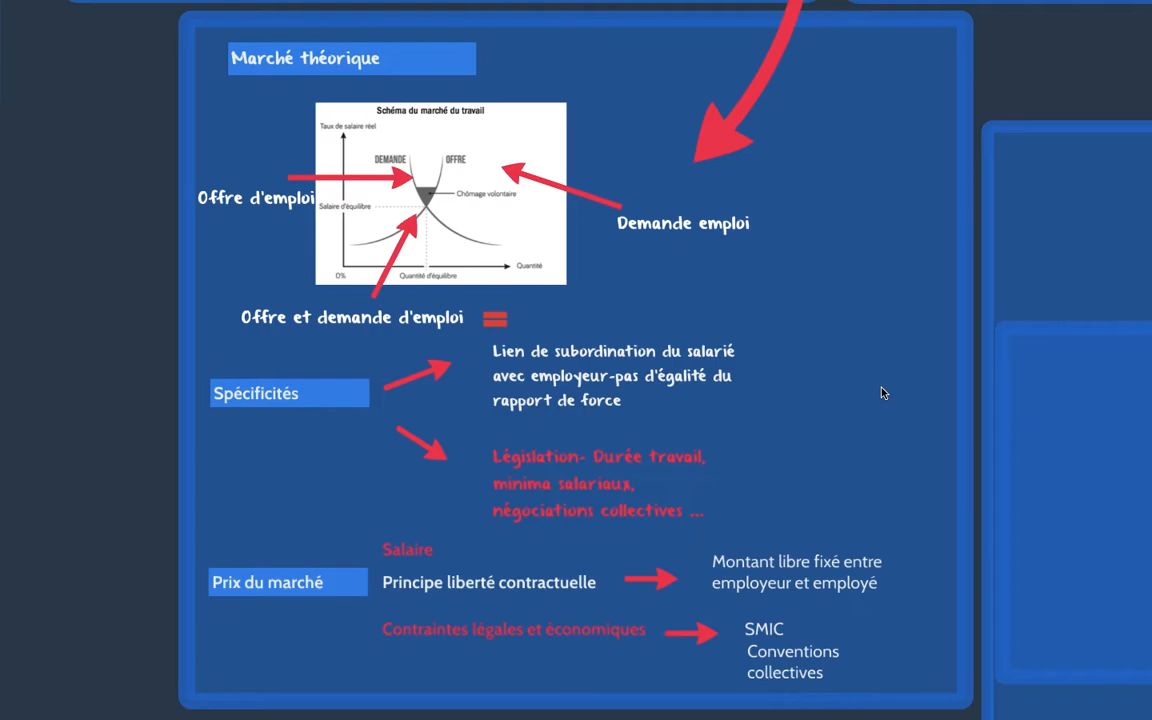 Marché théorique
Schéma du marché du travail
Taux de salaire réel
DEMANDE
OFFRE
Chômage volontaire
Offre d'emploi
Salaire d'équilibre
Demande emploi
Quantité
0%
Quantité d'équilibre
Offre et demande d'emploi =
Lien de subordination du salarié
avec employeur-pas d'égalité du
rapport de force
Spécificités
Législation- Durée travail,
minima salariaux,
négociations collectives ...
Salaire
Prix du marché
Principe liberté contractuelle
Montant libre fixé entre
employeur et employé
Contraintes légales et économiques
SMIC
Conventions
collectives